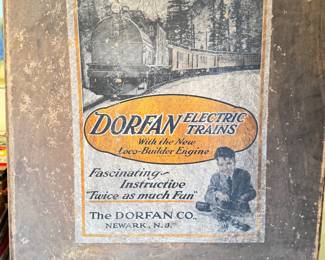 DORFAN ELECTRIC
TRAINS
With the New
Loco-Builder Engine
Fascinating
Instructive
"Twice as much Fun"
The DORFAN CO.
NEWARK, N.J.